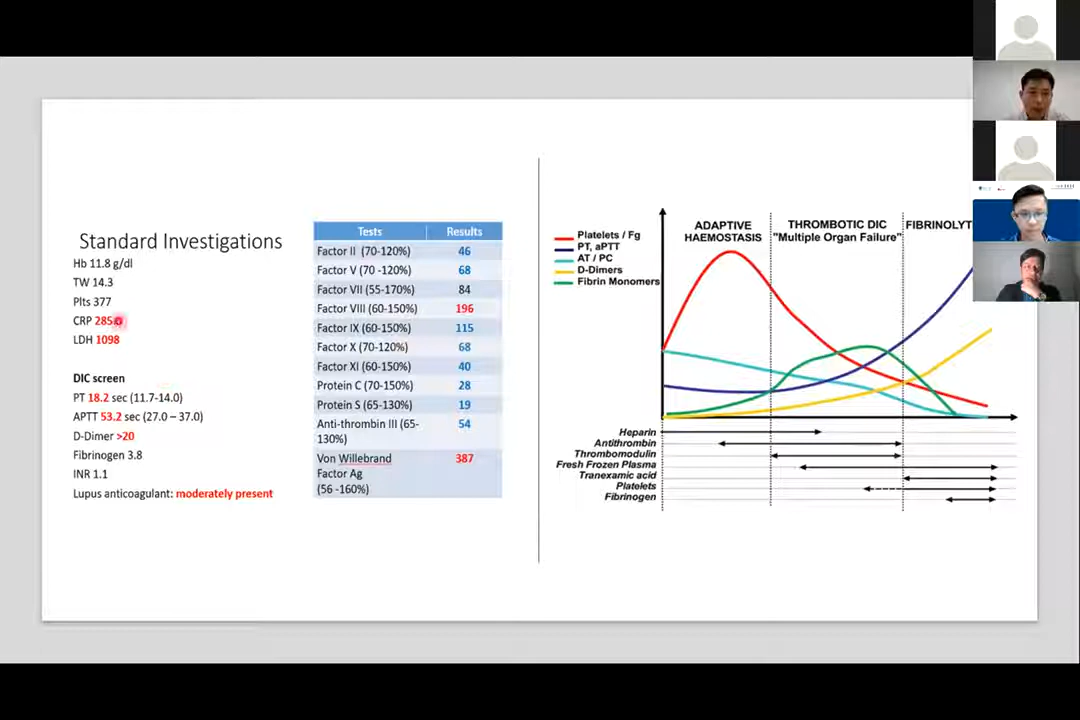 Standard Investigations
Hb 11.8 g/dl
TW 14.3
Plts 377
CRP 285
LDH 1098
DIC screen
PT 18.2 sec (11.7-14.0)
APTT 53.2 sec (27.0 – 37.0)
D-Dimer >20
Fibrinogen 3.8
INR 1.1
Lupus anticoagulant: moderately present
Tests Results
Factor II (70-120%) 46
Factor V (70 -120%) 68
Factor VII (55-170%) 84
Factor VIII (60-150%) 196
Factor IX (60-150%) 115
Factor X (70-120%) 68
Factor XI (60-150%) 40
Protein C (70-150%) 28
Protein S (65-130%) 19
Anti-thrombin III (65- 54
130%)
Von Willebrand 387
Factor Ag
(56 -160%)
Platelets / Fg
PT, aPTT
AT / PC
D-Dimers
Fibrin Monomers
ADAPTIVE
HAEMOSTASIS
THROMBOTIC DIC
"Multiple Organ Failure"
FIBRINOLYT
Heparin
Antithrombin
Thrombomodulin
Fresh Frozen Plasma
Tranexamic acid
Platelets
Fibrinogen